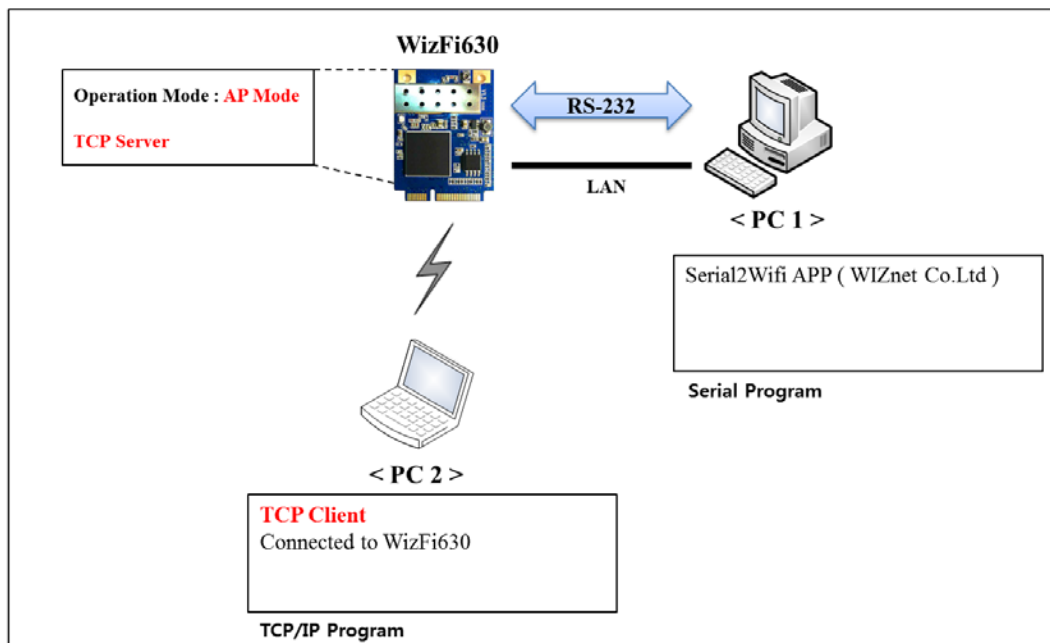 WizFi630
Operation Mode : AP Mode
TCP Server
RS-232
LAN
< PC 1 >
Serial2Wifi APP ( WIZnet Co.Ltd )
Serial Program
< PC 2 >
TCP Client
Connected to WizFi630
TCP/IP Program